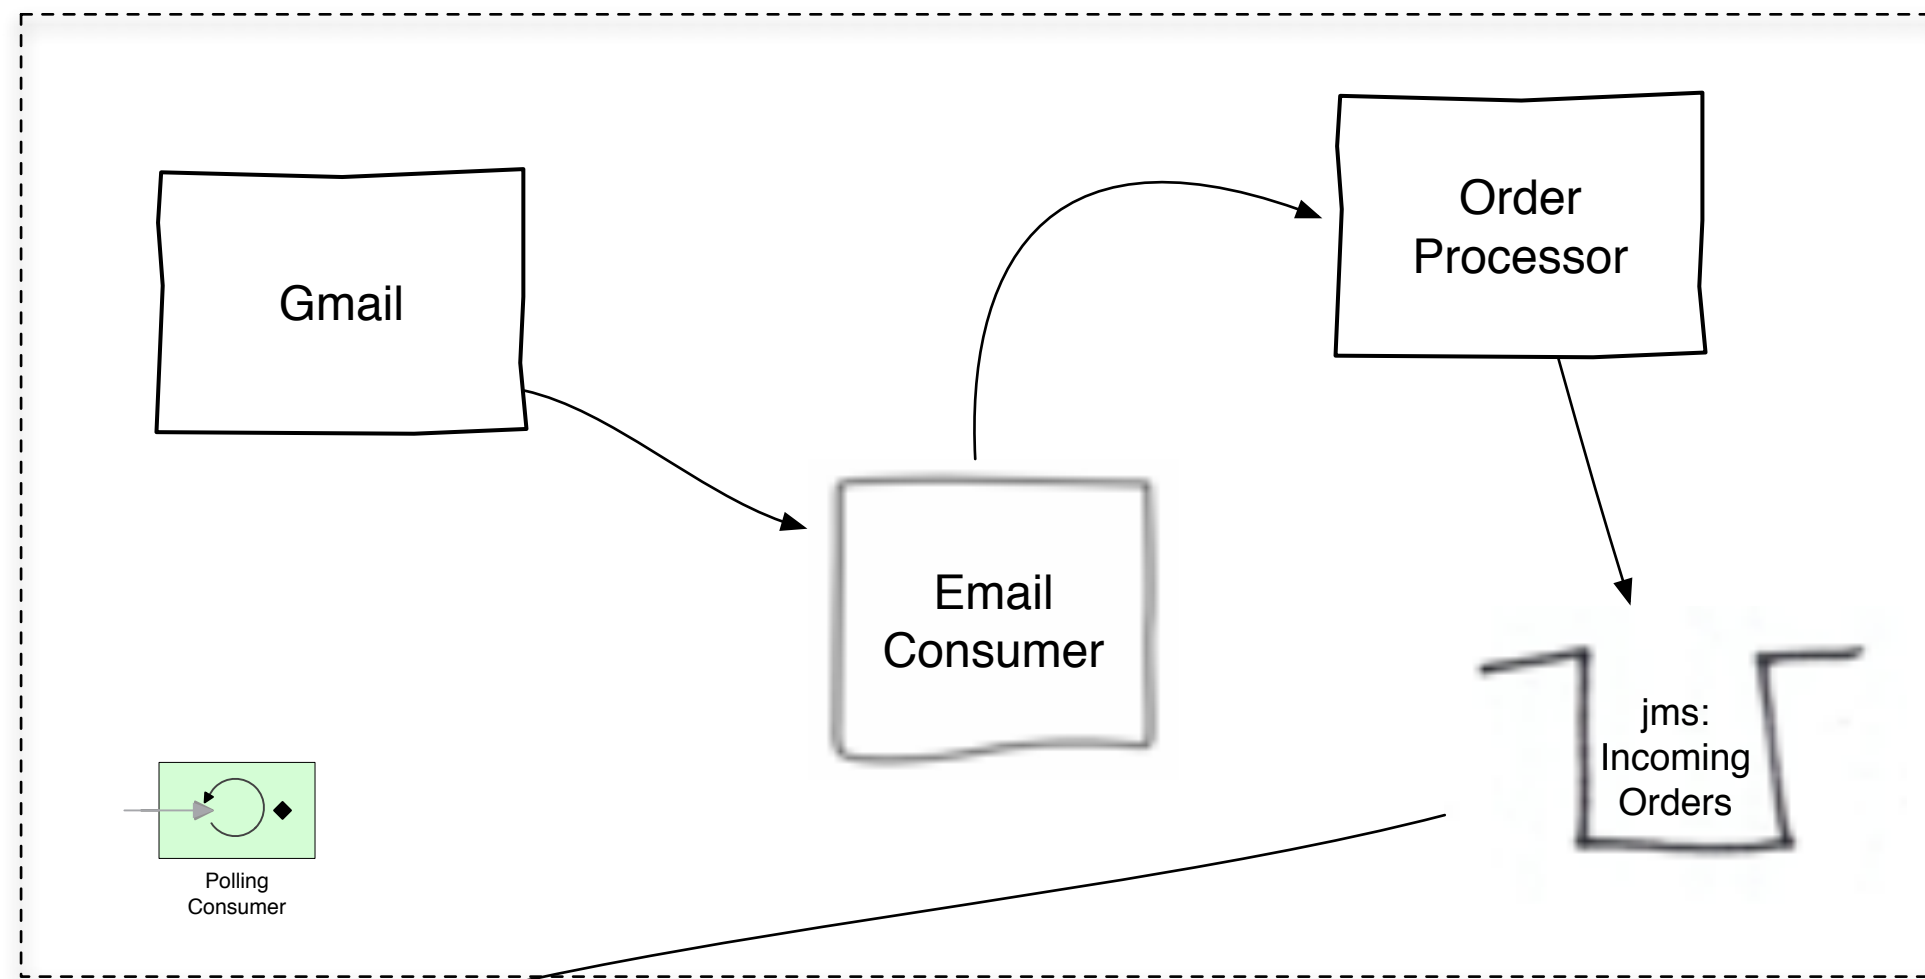 Gmail
Order
Processor
Email
Consumer
jms:
Incoming
Orders
Polling
Consumer